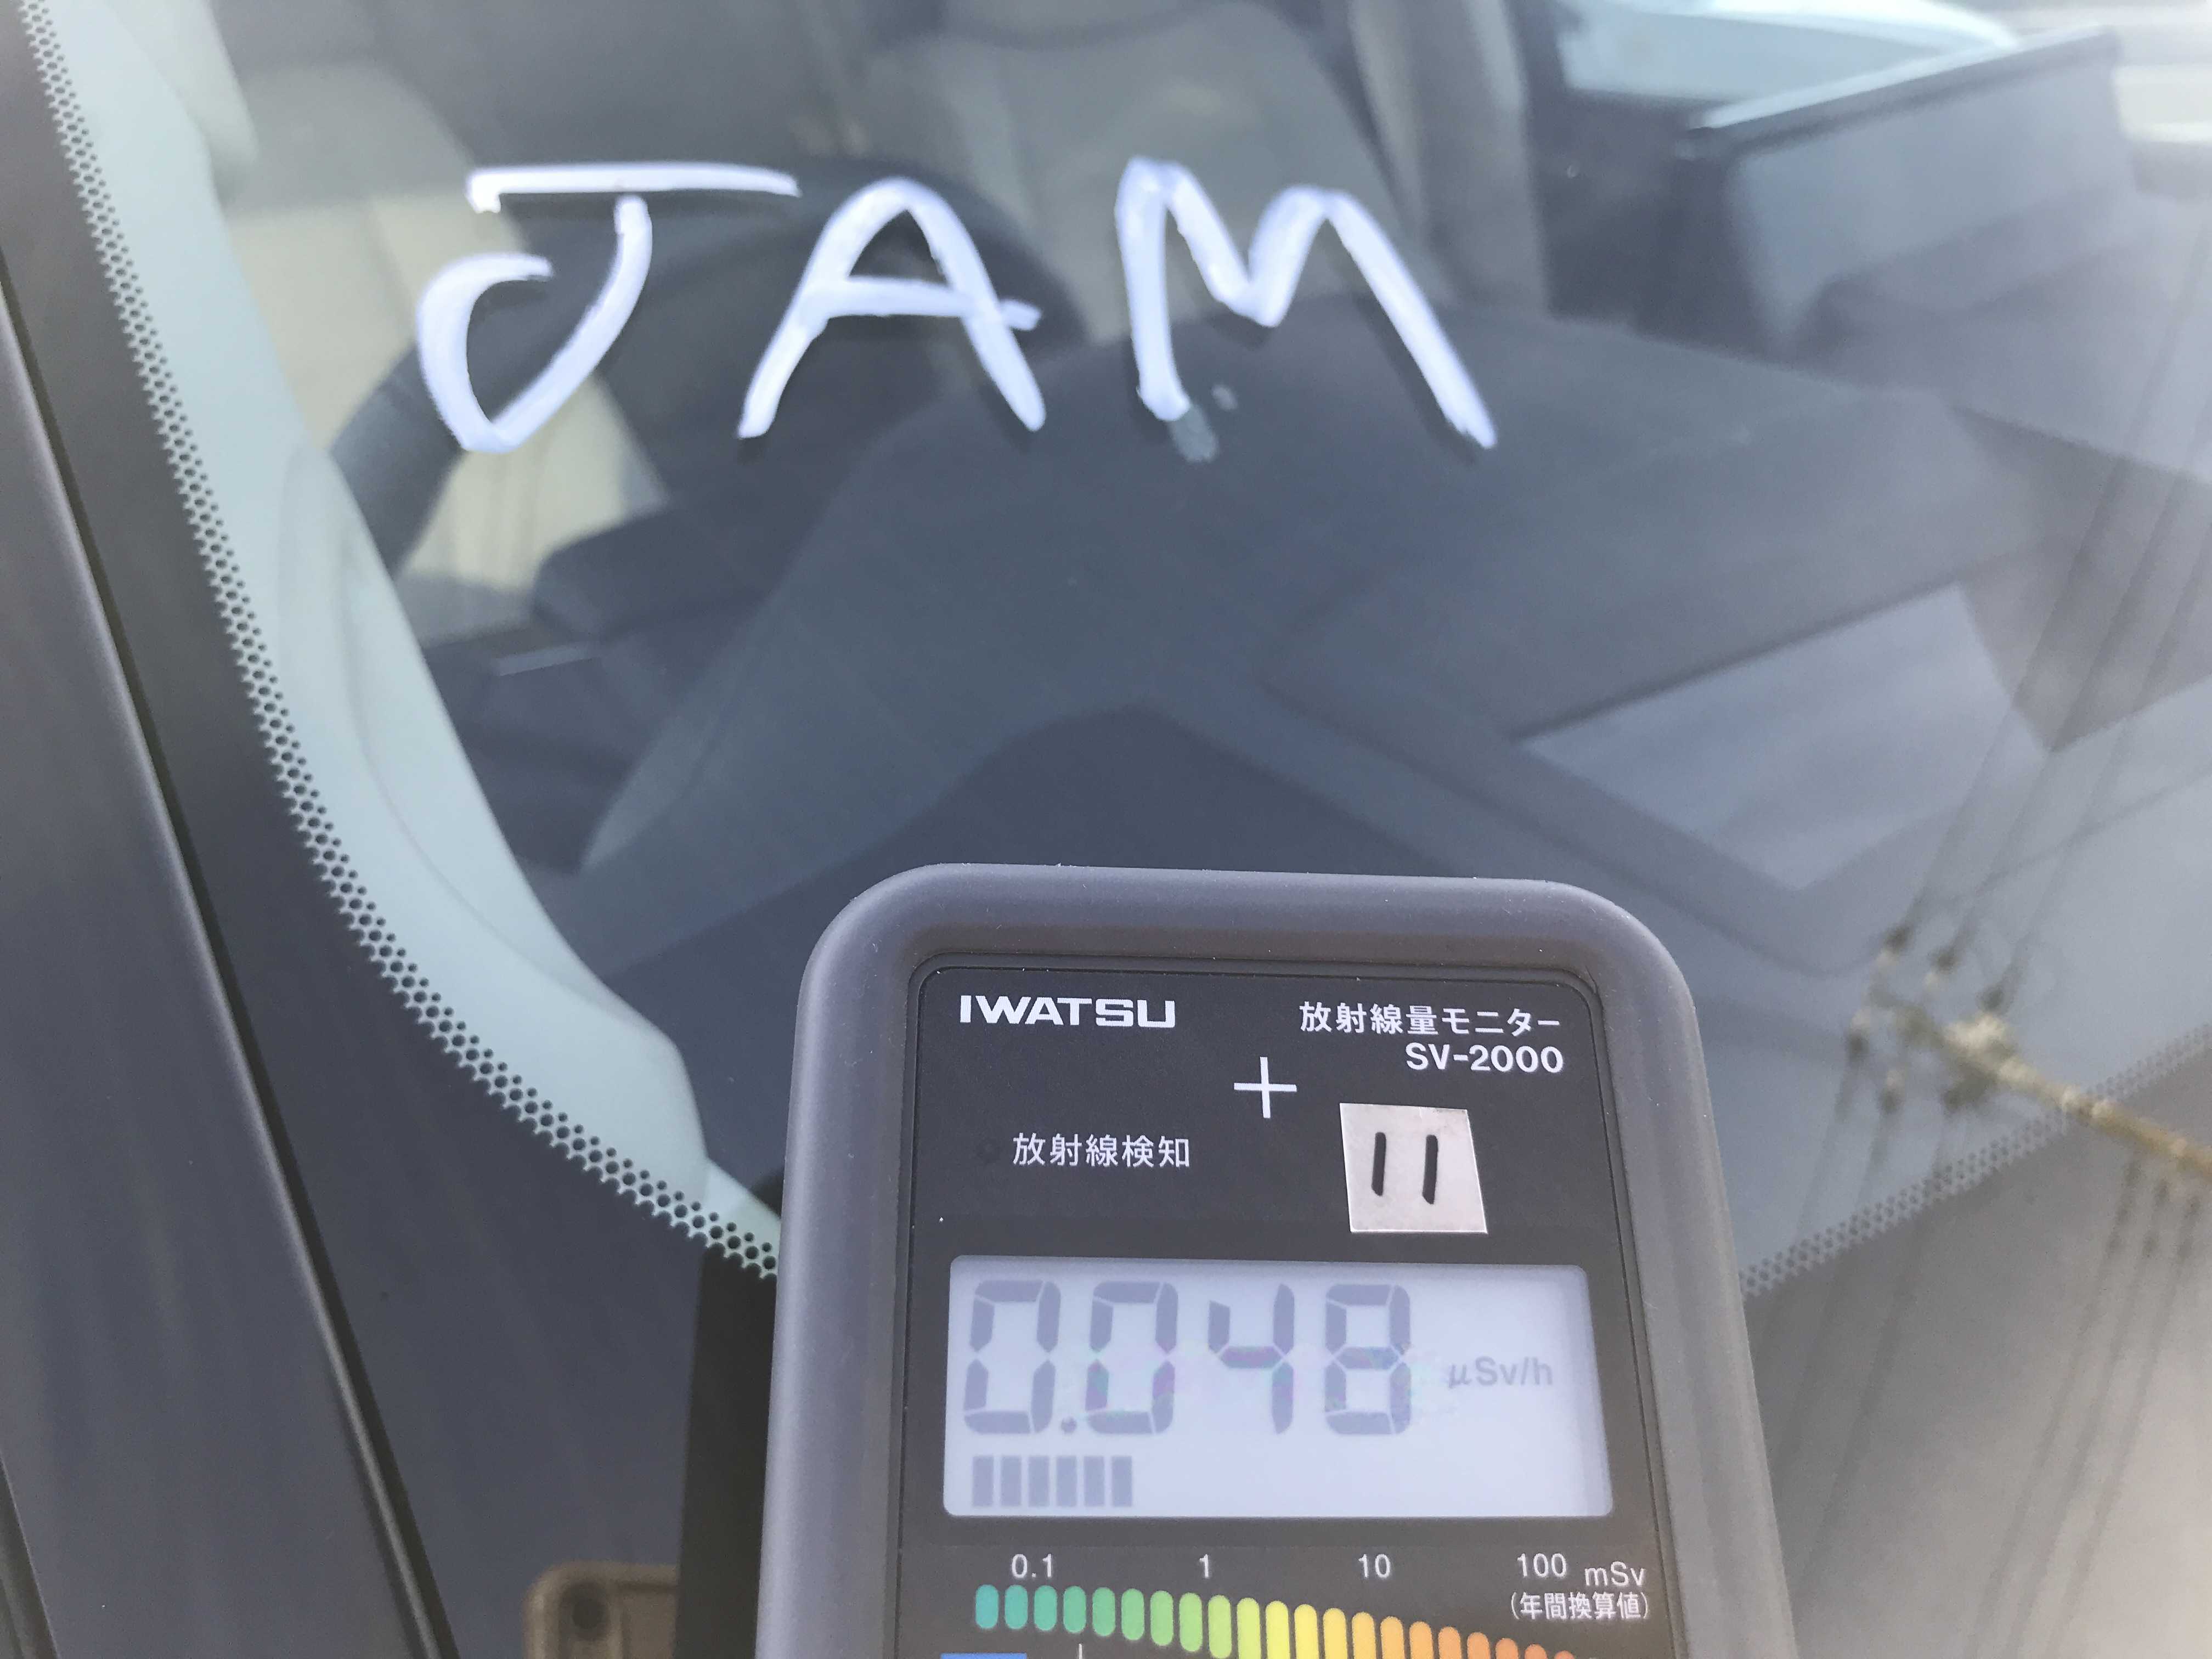 JAM
IWATSU
放射線量モニター
SV-2000
放射線検知
11
0.048 μSv/h
0.1 1 10 100 mSv
(年間換算値)